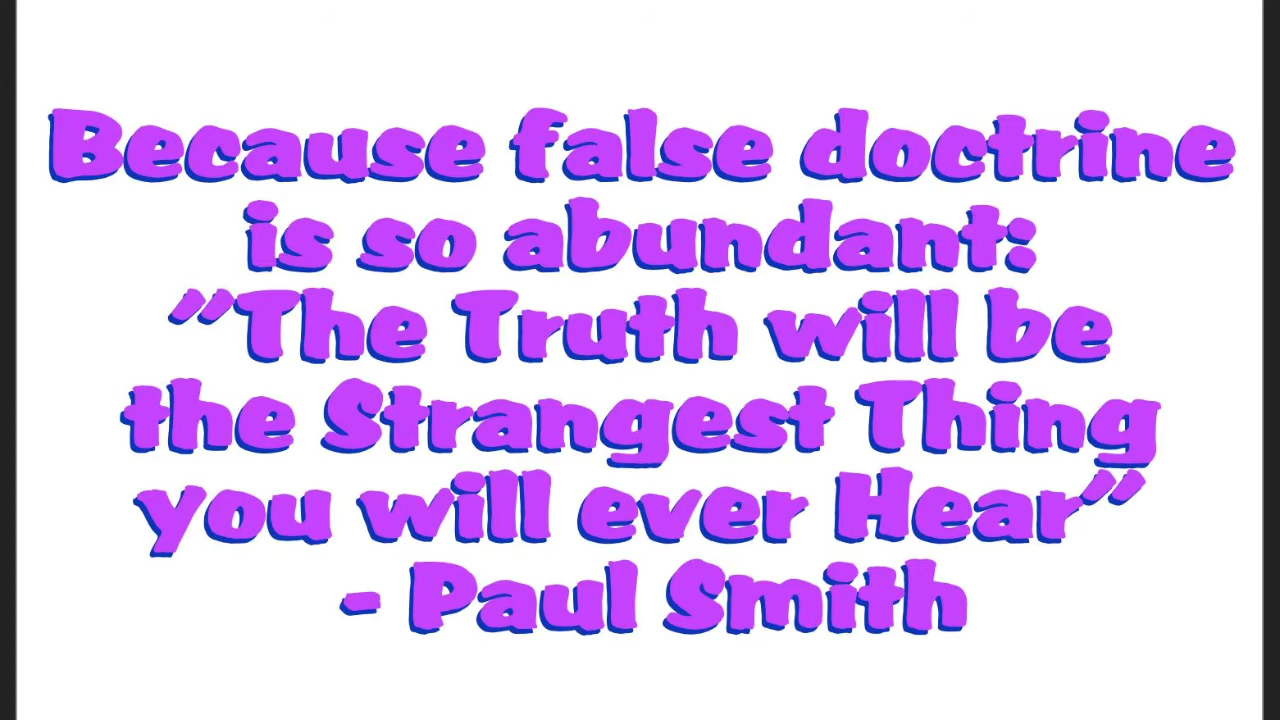 Because false doctrine
is so abundant:
"The Truth will be
the Strangest Thing
you will ever Hear"
- Paul Smith